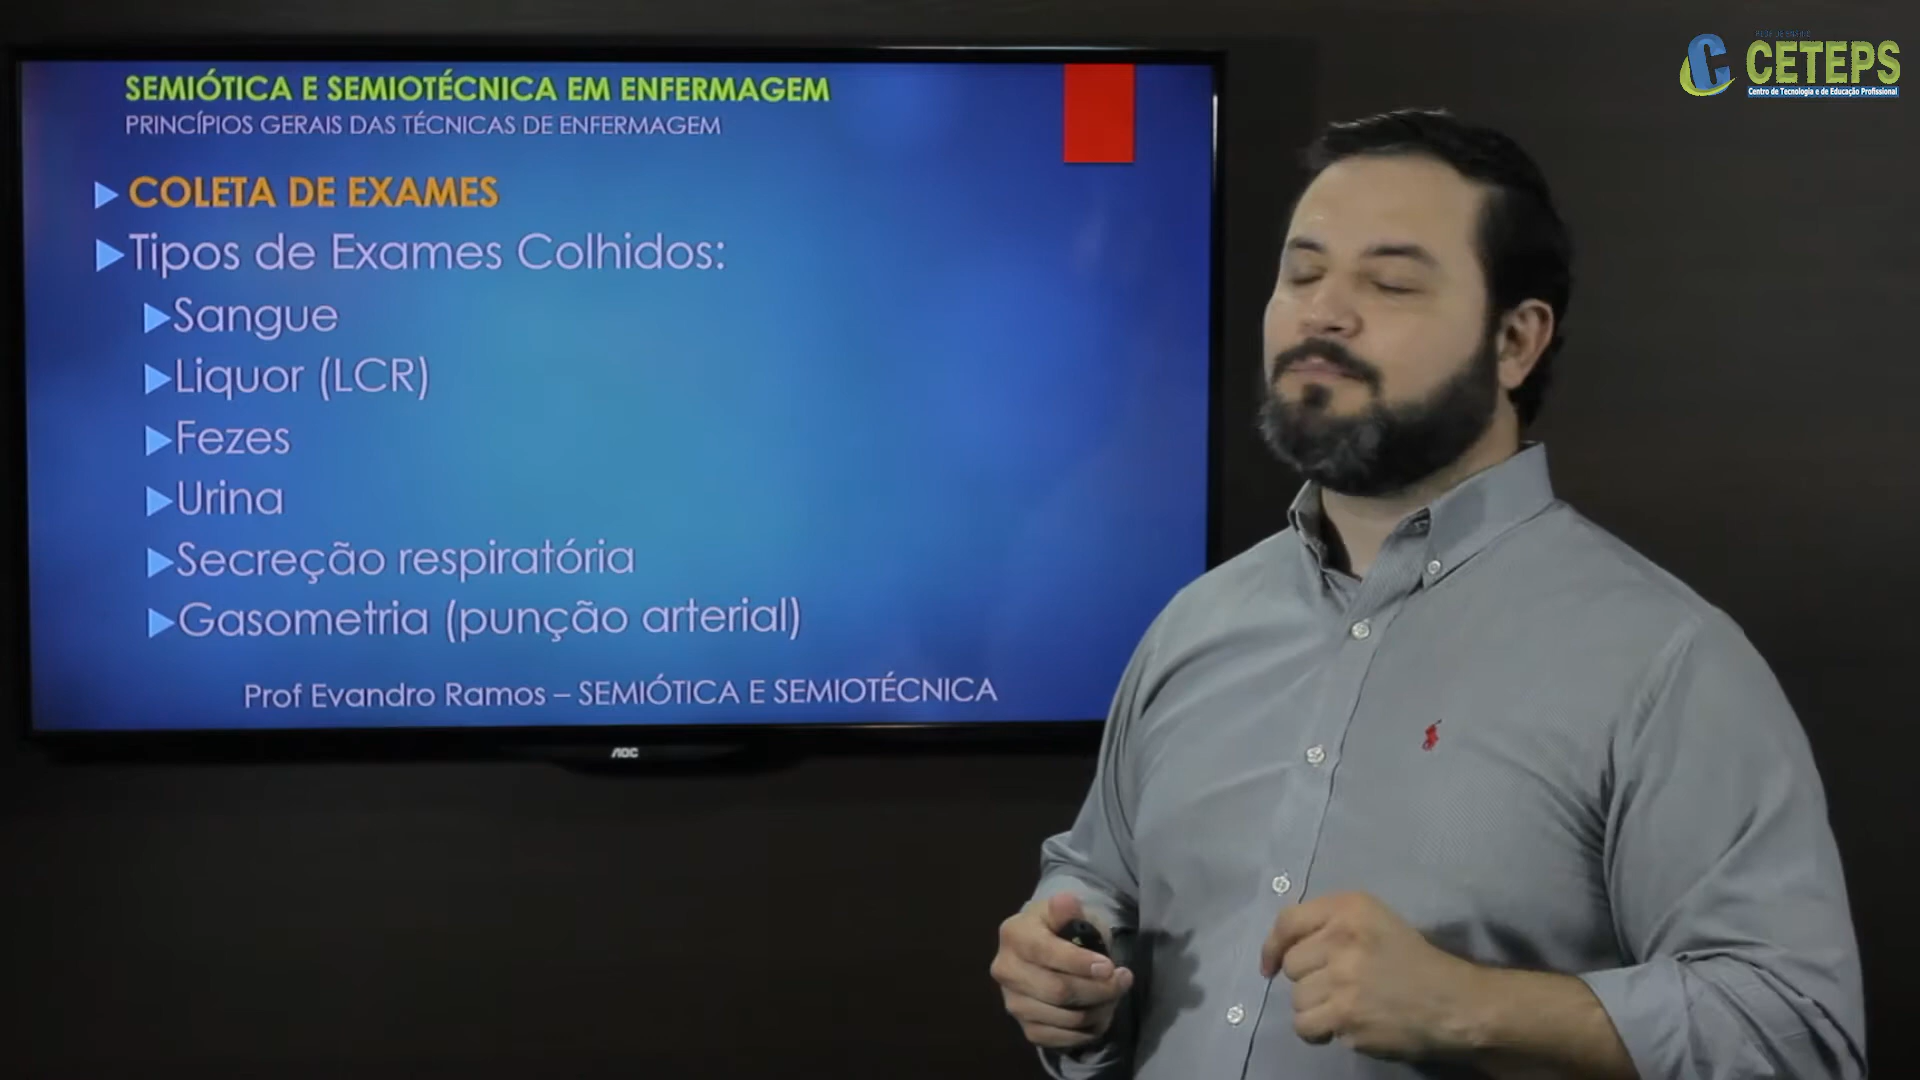 SEMIÓTICA E SEMIOTÉCNICA EM ENFERMAGEM
PRINCÍPIOS GERAIS DAS TÉCNICAS DE ENFERMAGEM
COLETA DE EXAMES
Tipos de Exames Colhidos:
Sangue
Liquor (LCR)
Fezes
Urina
Secreção respiratória
Gasometria (punção arterial)
Prof Evandro Ramos – SEMIÓTICA E SEMIOTÉCNICA
AOC
CETEPS
Centro de Tecnologia e de Educação Profissional